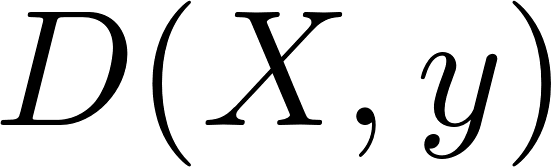 D(X, y)